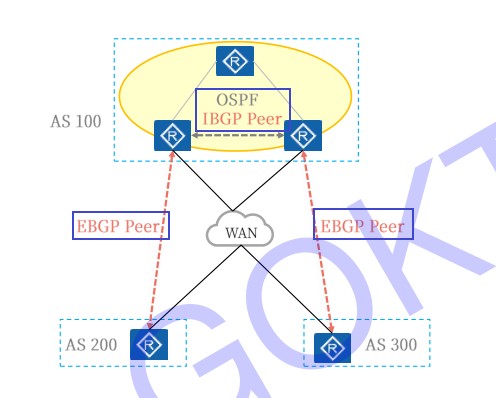 R
OSPF
IBGP Peer
AS 100
R
R
EBGP Peer
WAN
EBGP Peer
AS 200
R
R
AS 300
GOKT